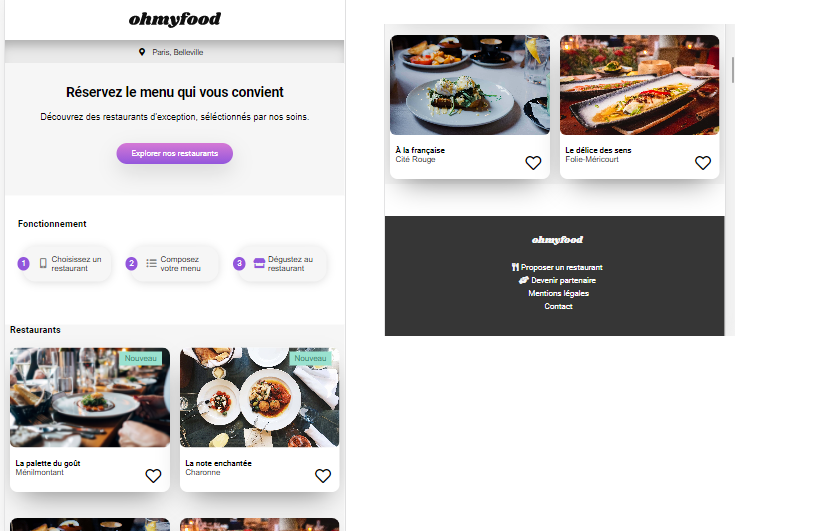 ohmyfood
Paris, Belleville
Réservez le menu qui vous convient
Découvrez des restaurants d'exception, séléctionnés par nos soins.
Explorer nos restaurants
Fonctionnement
1 Choisissez un
restaurant
2 Composez
votre menu
3 Dégustez au
restaurant
Restaurants
Nouveau
Nouveau
La palette du goût
Ménilmontant
La note enchantée
Charonne
À la française
Cité Rouge
Le délice des sens
Folie-Méricourt
ohmyfood
Proposer un restaurant
Devenir partenaire
Mentions légales
Contact